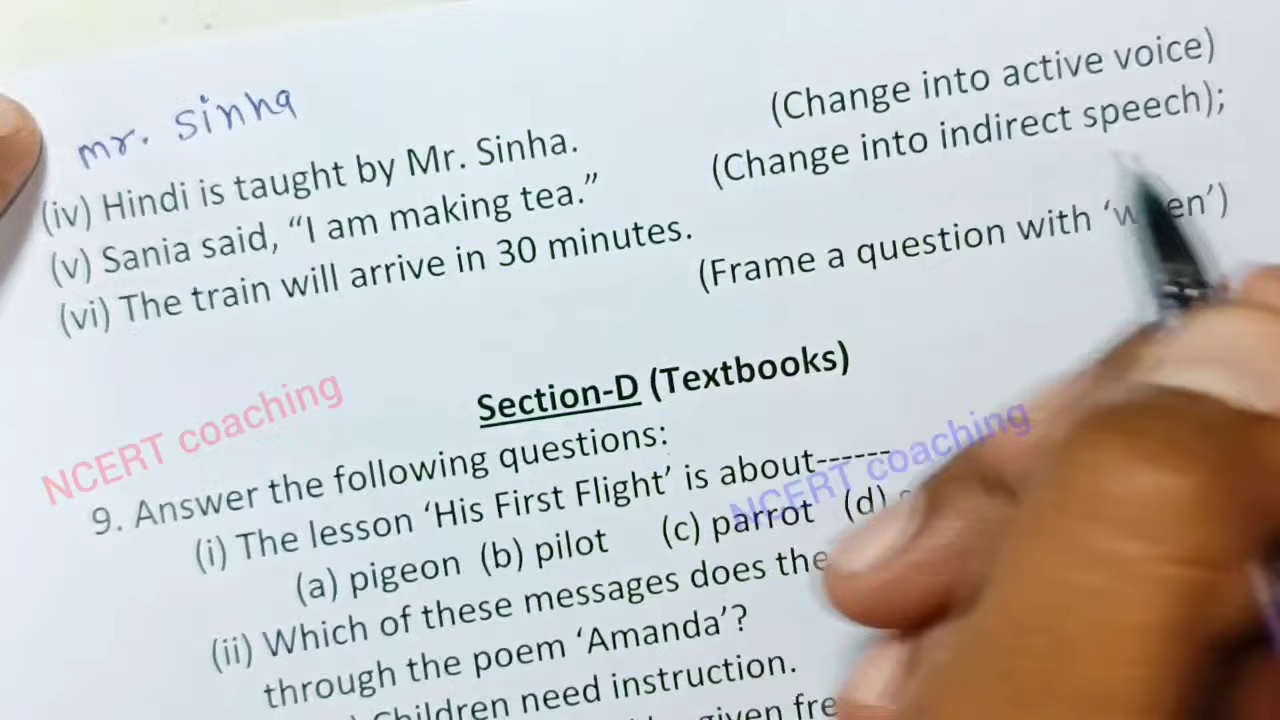 mr. sinha
(iv) Hindi is taught by Mr. Sinha. (Change into active voice)
(v) Sania said, “I am making tea.” (Change into indirect speech);
(vi) The train will arrive in 30 minutes. (Frame a question with ‘when’)
Section-D (Textbooks)
NCERT coaching
9. Answer the following questions:
(i) The lesson ‘His First Flight’ is about------
NCERT coaching
(a) pigeon (b) pilot (c) parrot (d)
(ii) Which of these messages does the
through the poem ‘Amanda’?
Children need instruction.
given